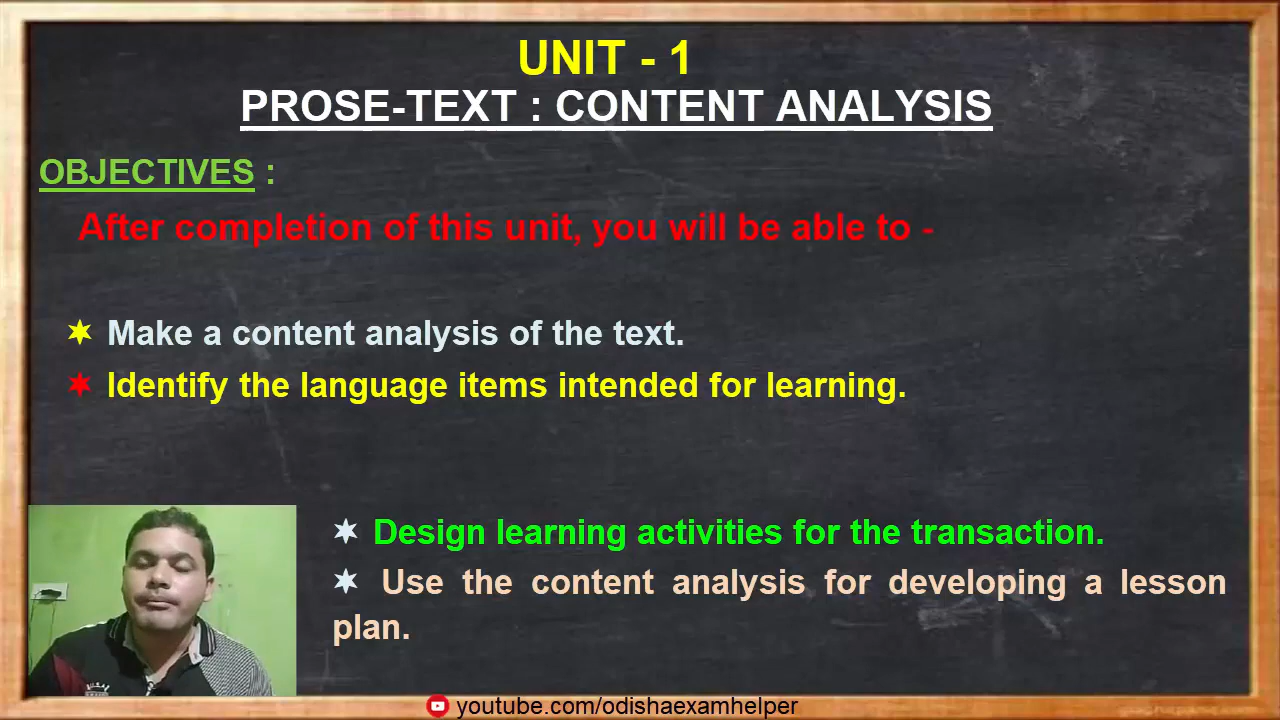 UNIT - 1
PROSE-TEXT : CONTENT ANALYSIS
OBJECTIVES :
After completion of this unit, you will be able to -
Make a content analysis of the text.
Identify the language items intended for learning.
Design learning activities for the transaction.
Use the content analysis for developing a lesson
plan.
youtube.com/odishaexamhelper